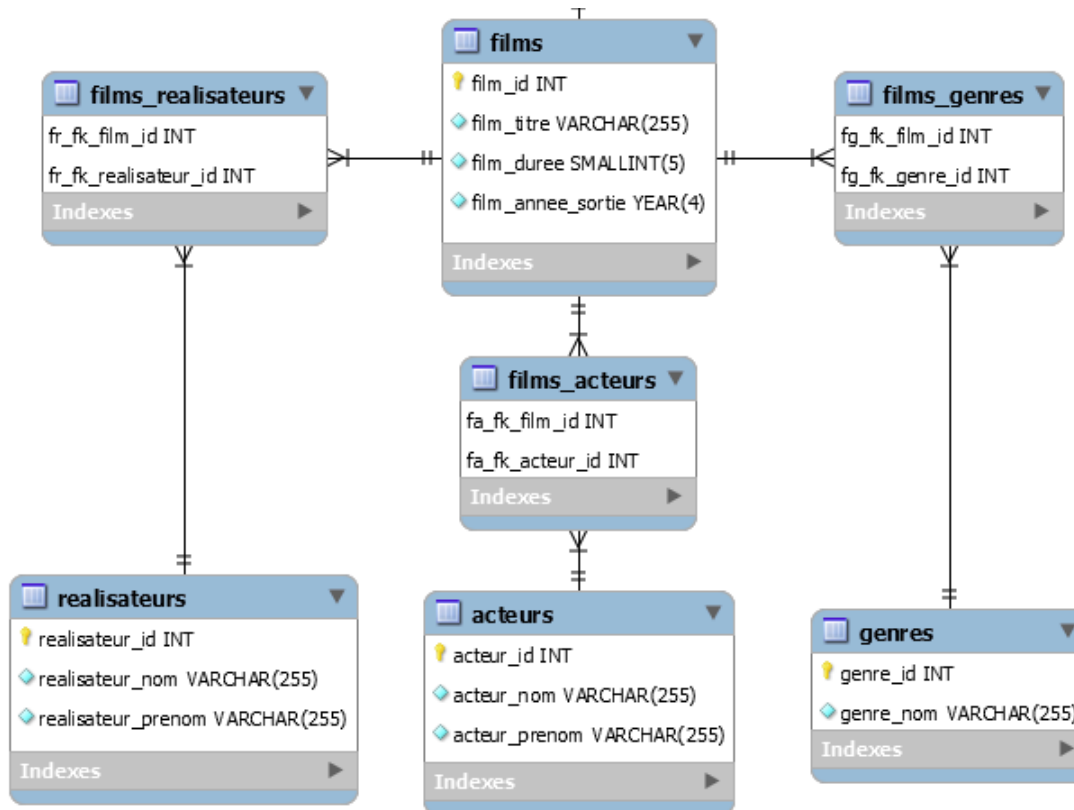 films
film_id INT
film_titre VARCHAR(255)
film_duree SMALLINT(5)
film_annee_sortie YEAR(4)
Indexes
films_realisateurs
fr_fk_film_id INT
fr_fk_realisateur_id INT
Indexes
films_genres
fg_fk_film_id INT
fg_fk_genre_id INT
Indexes
films_acteurs
fa_fk_film_id INT
fa_fk_acteur_id INT
Indexes
realisateurs
realisateur_id INT
realisateur_nom VARCHAR(255)
realisateur_prenom VARCHAR(255)
Indexes
acteurs
acteur_id INT
acteur_nom VARCHAR(255)
acteur_prenom VARCHAR(255)
Indexes
genres
genre_id INT
genre_nom VARCHAR(255)
Indexes